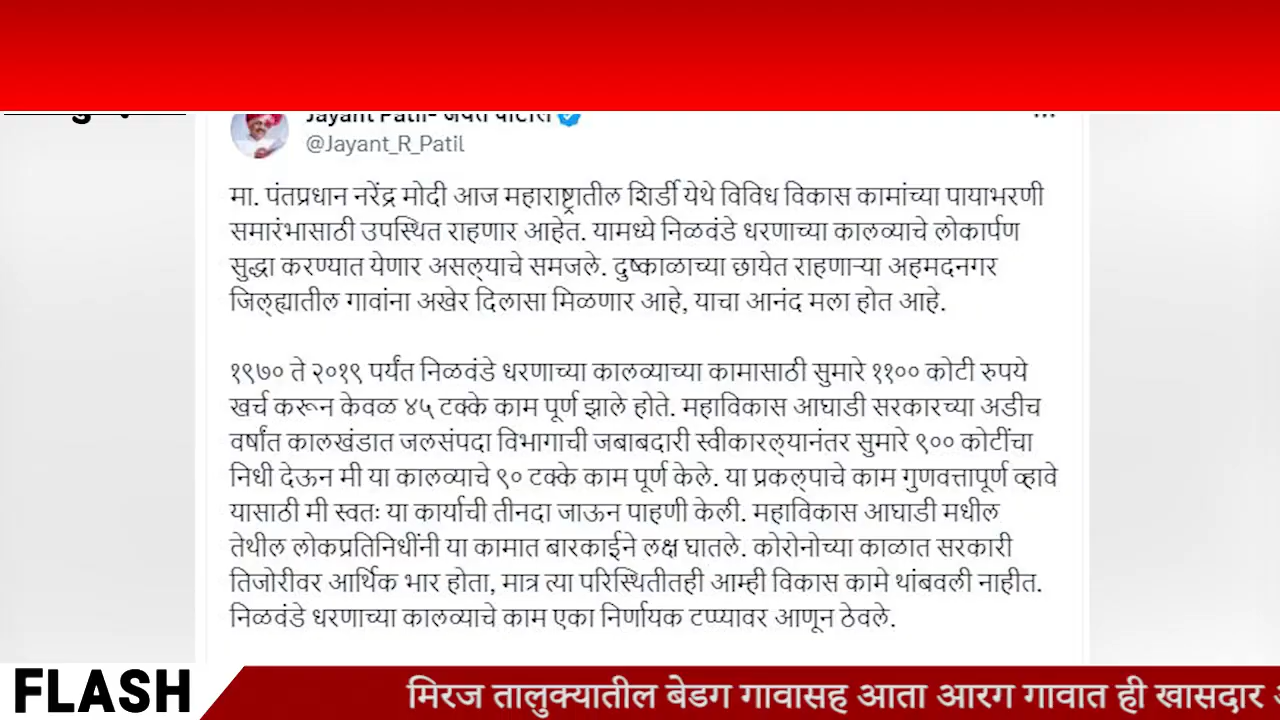 Jayant Patil- जयंत पाटील
@Jayant_R_Patil
मा. पंतप्रधान नरेंद्र मोदी आज महाराष्ट्रातील शिर्डी येथे विविध विकास कामांच्या पायाभरणी
समारंभासाठी उपस्थित राहणार आहेत. यामध्ये निळवंडे धरणाच्या कालव्याचे लोकार्पण
सुद्धा करण्यात येणार असल्याचे समजले. दुष्काळाच्या छायेत राहणाऱ्या अहमदनगर
जिल्ह्यातील गावांना अखेर दिलासा मिळणार आहे, याचा आनंद मला होत आहे.
१९७० ते २०१९ पर्यंत निळवंडे धरणाच्या कालव्याच्या कामासाठी सुमारे ११०० कोटी रुपये
खर्च करून केवळ ४५ टक्के काम पूर्ण झाले होते. महाविकास आघाडी सरकारच्या अडीच
वर्षांत कालखंडात जलसंपदा विभागाची जबाबदारी स्वीकारल्यानंतर सुमारे ९०० कोटींचा
निधी देऊन मी या कालव्याचे ९० टक्के काम पूर्ण केले. या प्रकल्पाचे काम गुणवत्तापूर्ण व्हावे
यासाठी मी स्वतः या कार्याची तीनदा जाऊन पाहणी केली. महाविकास आघाडी मधील
तेथील लोकप्रतिनिधींनी या कामात बारकाईने लक्ष घातले. कोरोनोच्या काळात सरकारी
तिजोरीवर आर्थिक भार होता, मात्र त्या परिस्थितीतही आम्ही विकास कामे थांबवली नाहीत.
निळवंडे धरणाच्या कालव्याचे काम एका निर्णायक टप्प्यावर आणून ठेवले.
FLASH मिरज तालुक्यातील बेडग गावासह आता आरग गावात ही खासदार